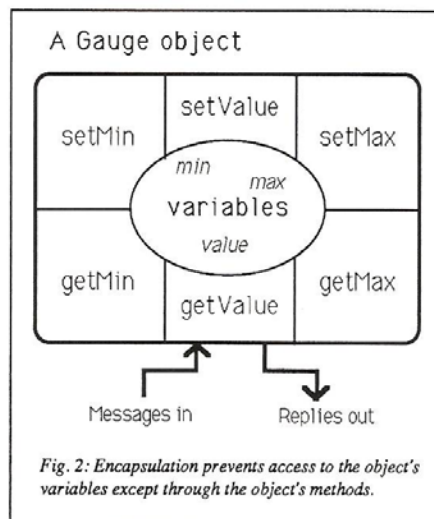 A Gauge object
setMin
setValue
setMax
min
max
variables
value
getMin
getValue
getMax
Messages in
Replies out
Fig. 2: Encapsulation prevents access to the object's
variables except through the object's methods.